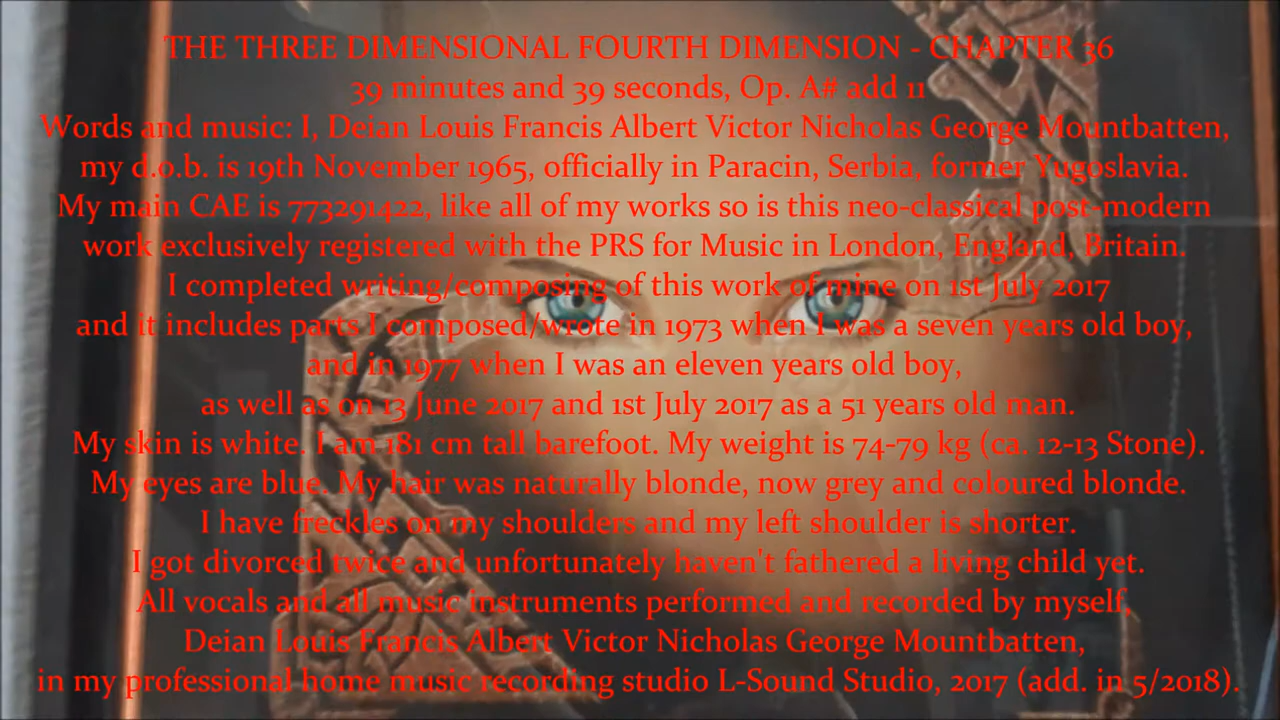 THE THREE DIMENSIONAL FOURTH DIMENSION - CHAPTER 36
39 minutes and 39 seconds, Op. A# add 11
Words and music: I, Deian Louis Francis Albert Victor Nicholas George Mountbatten,
my d.o.b. is 19th November 1965, officially in Paracin, Serbia, former Yugoslavia.
My main CAE is 773291422, like all of my works so is this neo-classical post-modern
work exclusively registered with the PRS for Music in London, England, Britain.
I completed writing/composing of this work of mine on 1st July 2017
and it includes parts I composed/wrote in 1973 when I was a seven years old boy,
and in 1977 when I was an eleven years old boy,
as well as on 13 June 2017 and 1st July 2017 as a 51 years old man.
My skin is white. I am 181 cm tall barefoot. My weight is 74-79 kg (ca. 12-13 Stone).
My eyes are blue. My hair was naturally blonde, now grey and coloured blonde.
I have freckles on my shoulders and my left shoulder is shorter.
I got divorced twice and unfortunately haven't fathered a living child yet.
All vocals and all music instruments performed and recorded by myself,
Deian Louis Francis Albert Victor Nicholas George Mountbatten,
in my professional home music recording studio L-Sound Studio, 2017 (add. in 5/2018).